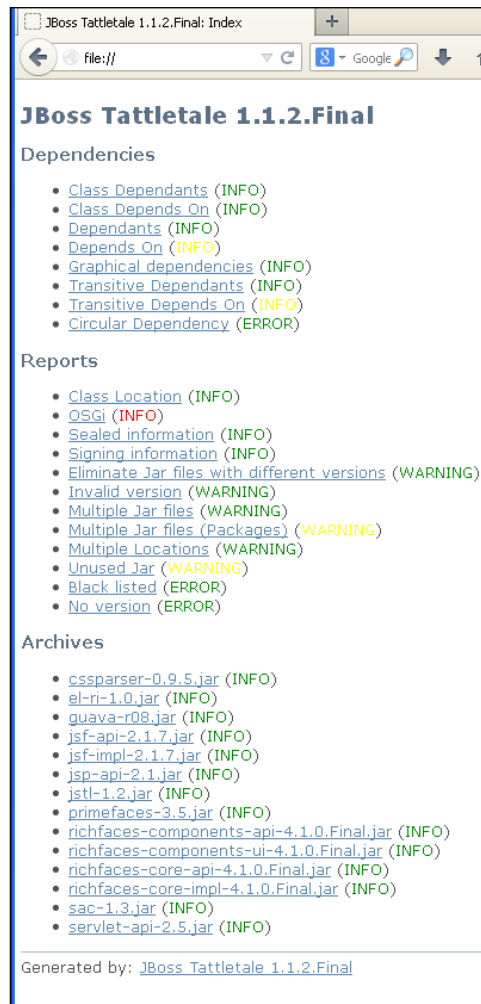 JBoss Tattletale 1.1.2.Final: Index
file://
Google
JBoss Tattletale 1.1.2.Final
Dependencies
Class Dependants (INFO)
Class Depends On (INFO)
Dependants (INFO)
Depends On (INFO)
Graphical dependencies (INFO)
Transitive Dependants (INFO)
Transitive Depends On (INFO)
Circular Dependency (ERROR)
Reports
Class Location (INFO)
OSGi (INFO)
Sealed information (INFO)
Signing information (INFO)
Eliminate Jar files with different versions (WARNING)
Invalid version (WARNING)
Multiple Jar files (WARNING)
Multiple Jar files (Packages) (WARNING)
Multiple Locations (WARNING)
Unused Jar (WARNING)
Black listed (ERROR)
No version (ERROR)
Archives
cssparser-0.9.5.jar (INFO)
el-ri-1.0.jar (INFO)
guava-r08.jar (INFO)
jsf-api-2.1.7.jar (INFO)
jsf-impl-2.1.7.jar (INFO)
jsp-api-2.1.jar (INFO)
jstl-1.2.jar (INFO)
primefaces-3.5.jar (INFO)
richfaces-components-api-4.1.0.Final.jar (INFO)
richfaces-components-ui-4.1.0.Final.jar (INFO)
richfaces-core-api-4.1.0.Final.jar (INFO)
richfaces-core-impl-4.1.0.Final.jar (INFO)
sac-1.3.jar (INFO)
servlet-api-2.5.jar (INFO)
Generated by: JBoss Tattletale 1.1.2.Final